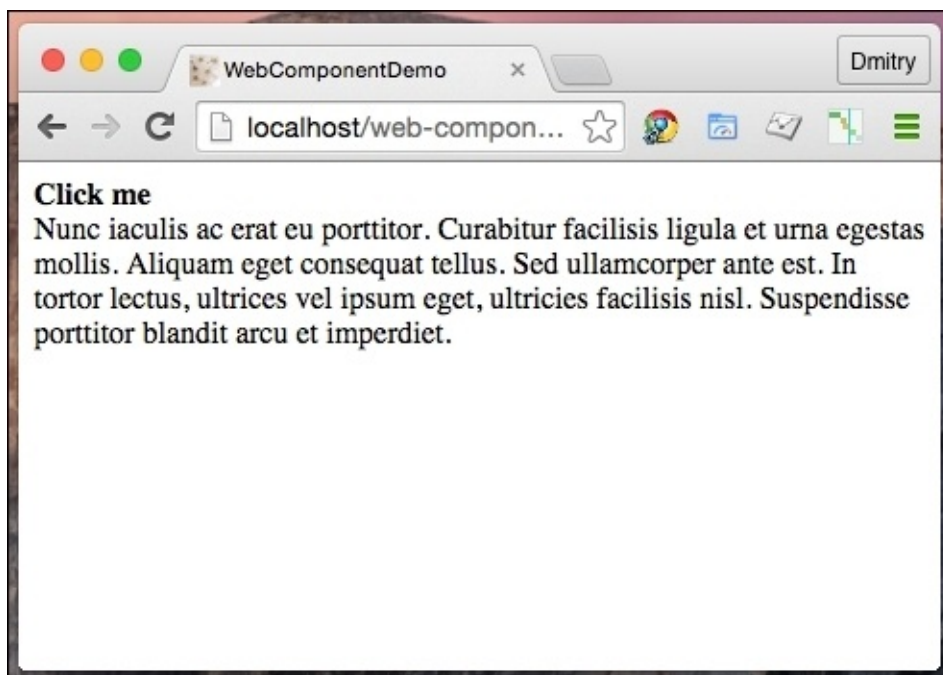 WebComponentDemo
Dmitry
localhost/web-compon...
Click me
Nunc iaculis ac erat eu porttitor. Curabitur facilisis ligula et urna egestas
mollis. Aliquam eget consequat tellus. Sed ullamcorper ante est. In
tortor lectus, ultrices vel ipsum eget, ultricies facilisis nisl. Suspendisse
porttitor blandit arcu et imperdiet.